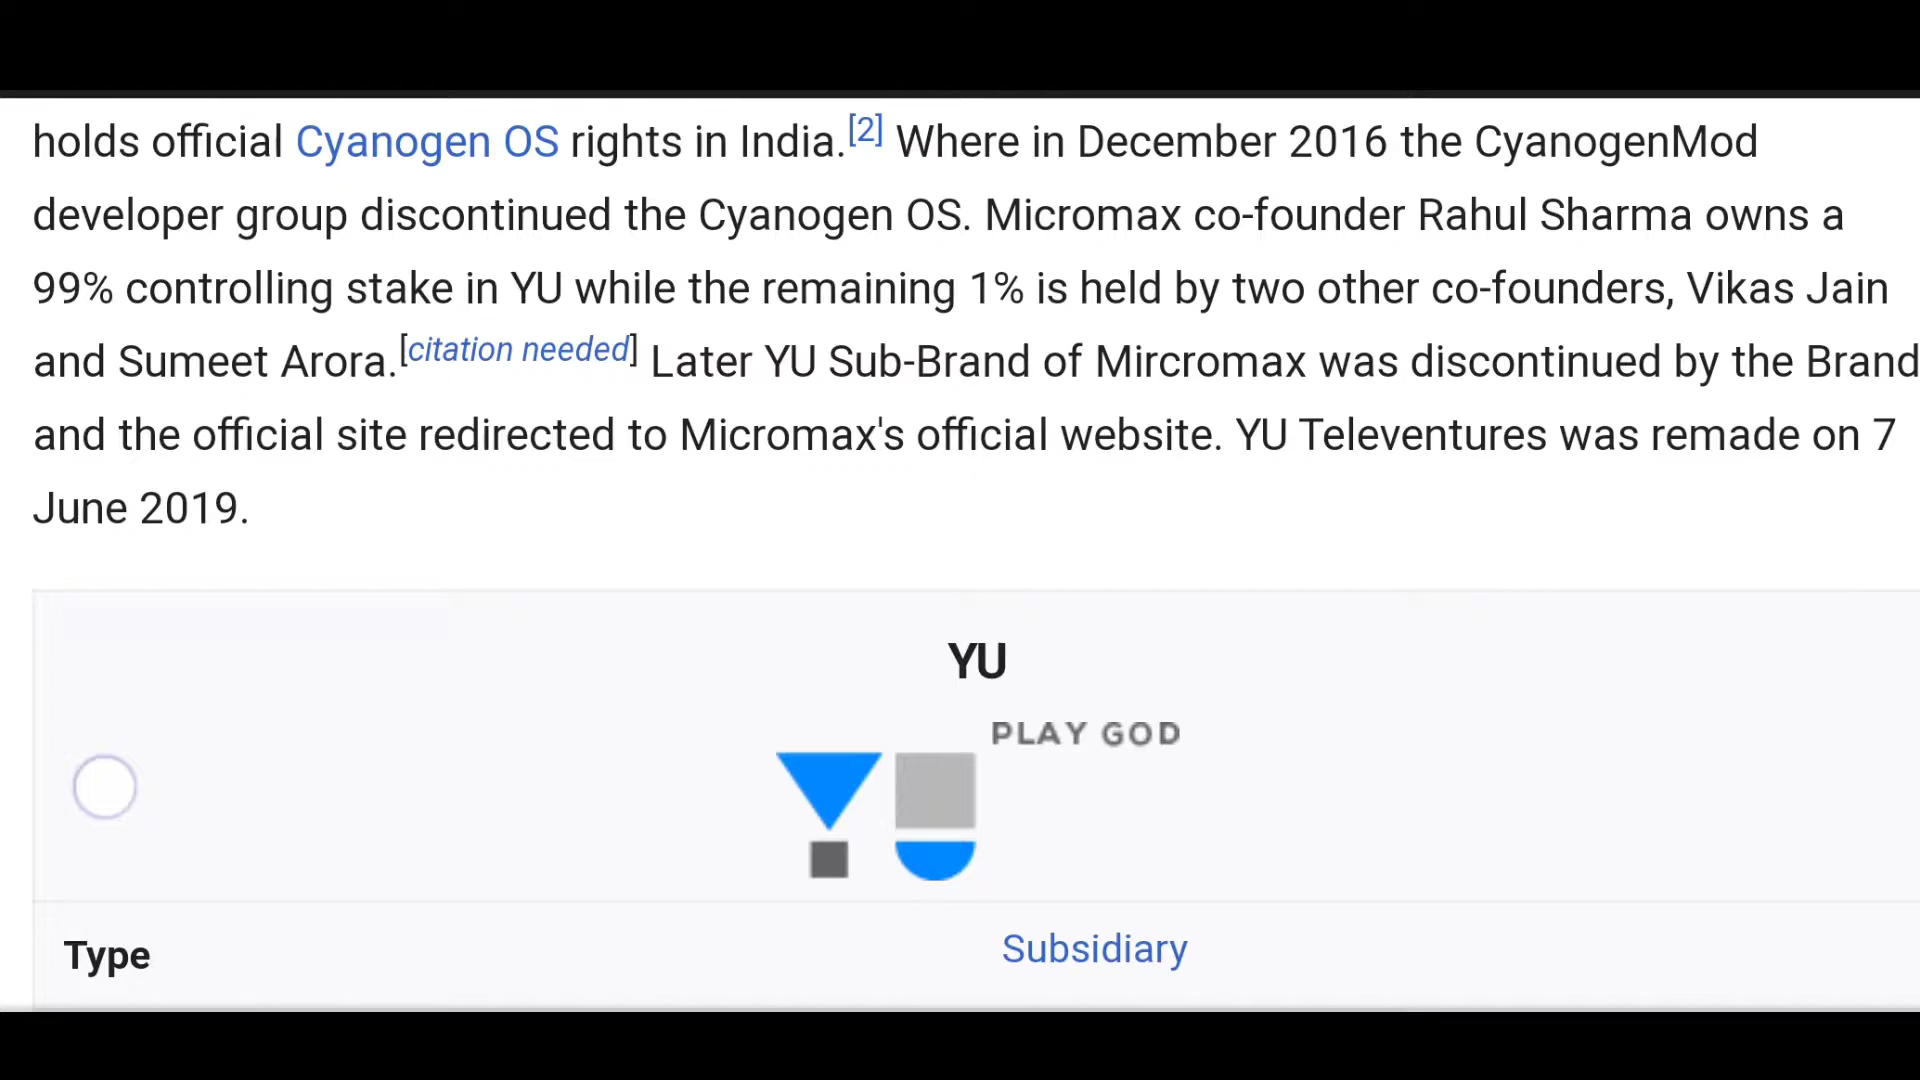 holds official Cyanogen OS rights in India.[2] Where in December 2016 the CyanogenMod
developer group discontinued the Cyanogen OS. Micromax co-founder Rahul Sharma owns a
99% controlling stake in YU while the remaining 1% is held by two other co-founders, Vikas Jain
and Sumeet Arora.[citation needed] Later YU Sub-Brand of Mircromax was discontinued by the Brand
and the official site redirected to Micromax's official website. YU Televentures was remade on 7
June 2019.
YU
PLAY GOD
Type Subsidiary